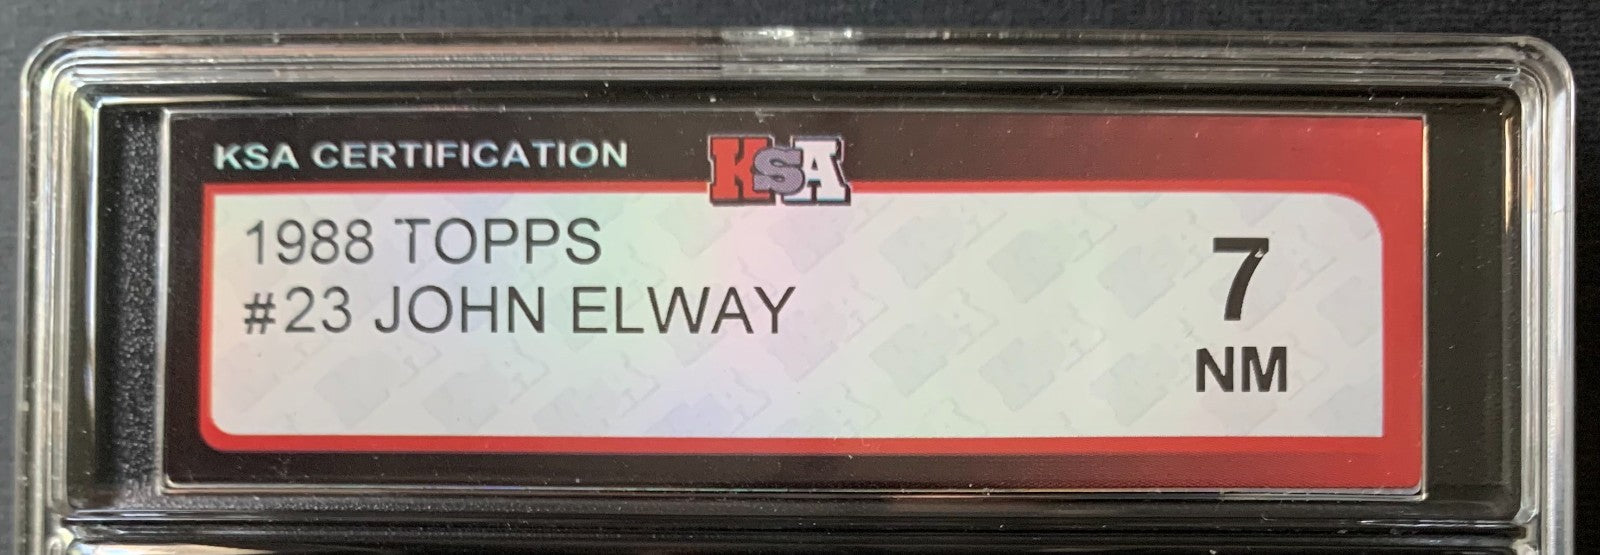 KSA CERTIFICATION
KSA
1988 TOPPS
#23 JOHN ELWAY
7
NM